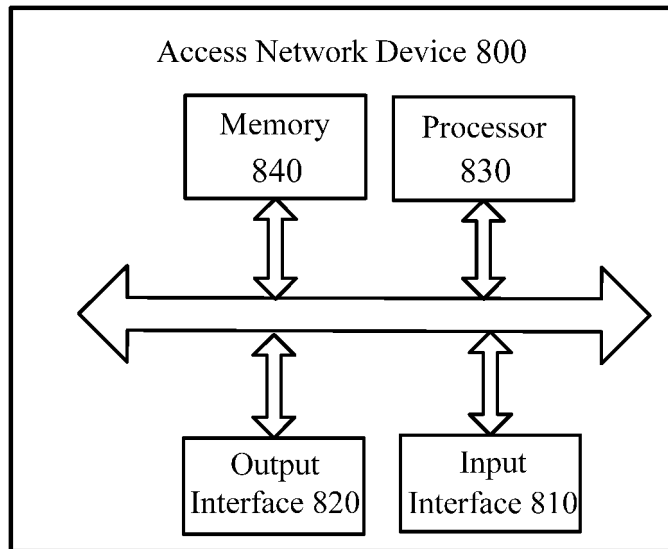 Access Network Device 800
Memory
840
Processor
830
Output
Interface 820
Input
Interface 810